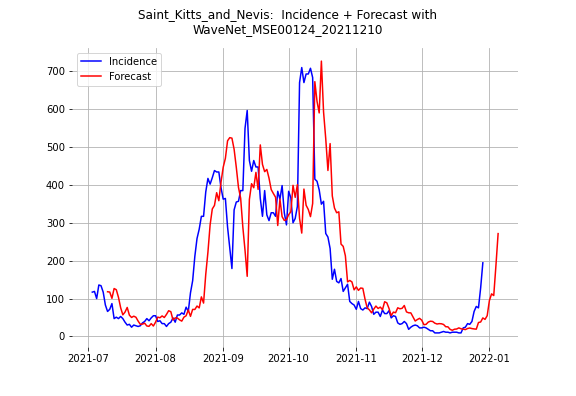 Saint_Kitts_and_Nevis:  Incidence + Forecast with
WaveNet_MSE00124_20211210
Incidence
Forecast
700
600
500
400
300
200
100
0
2021-07 2021-08 2021-09 2021-10 2021-11 2021-12 2022-01